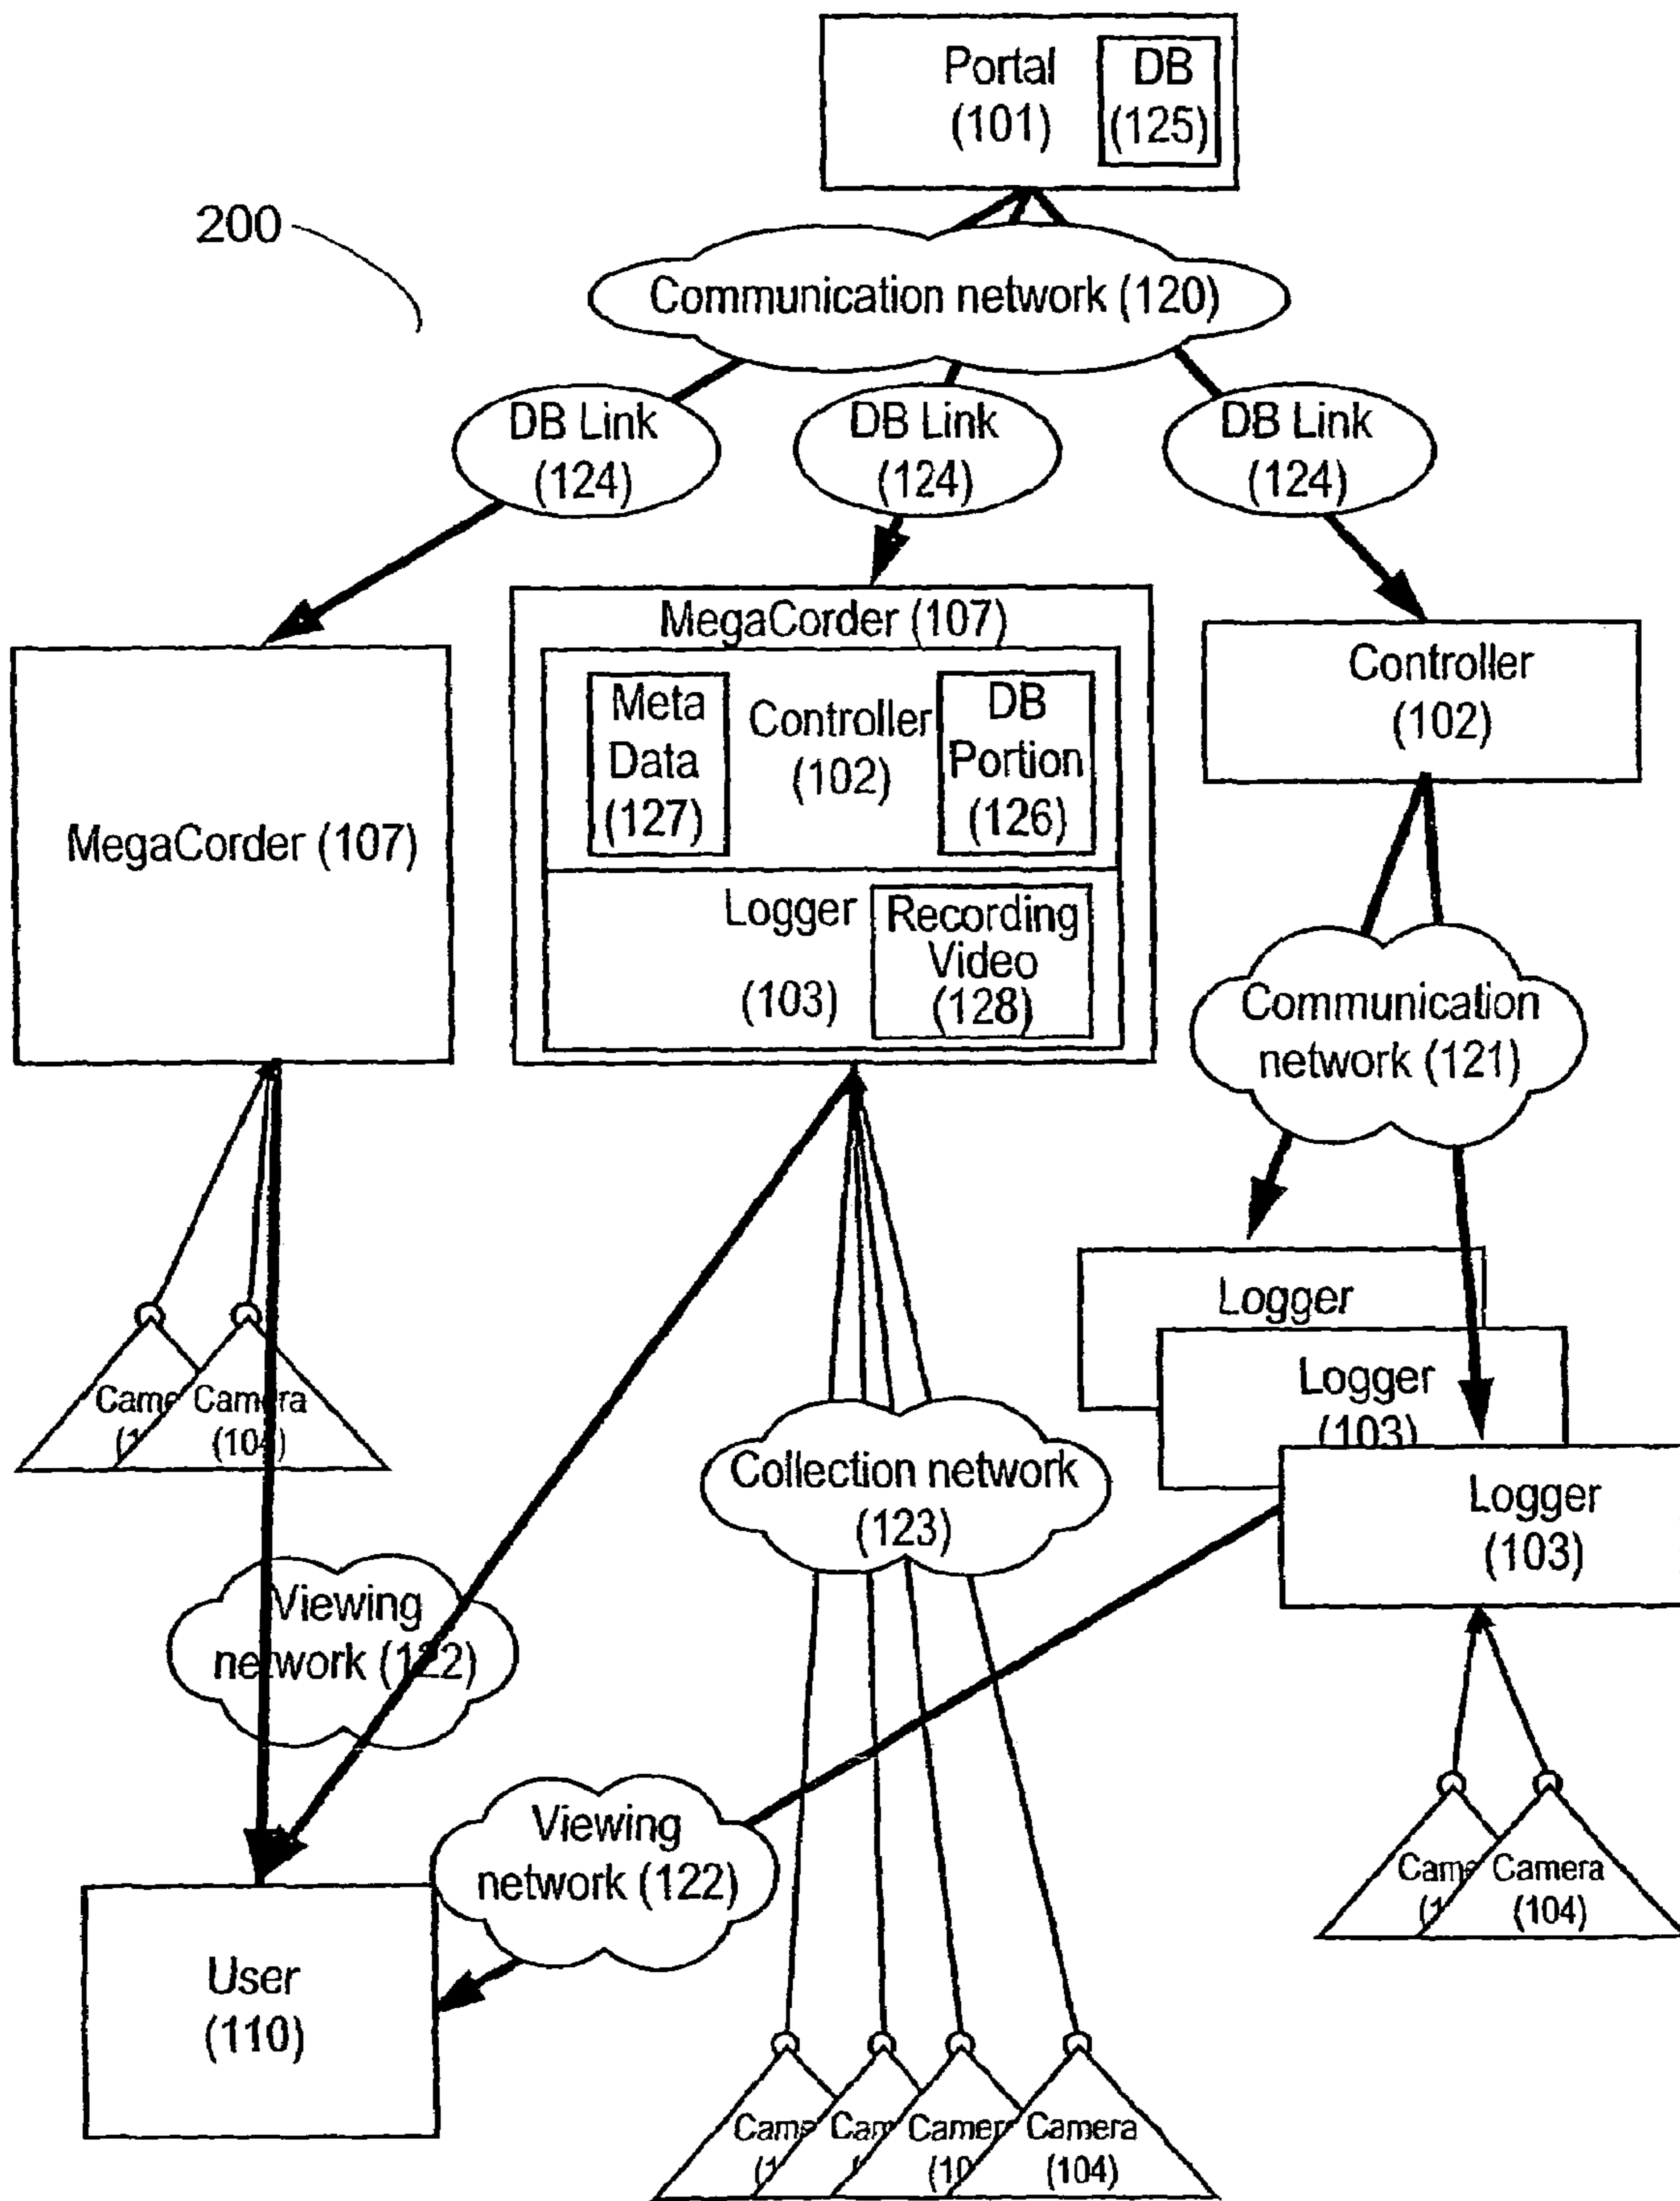 Portal
(101)
DB
(125)
200
Communication network (120)
DB Link
(124)
DB Link
(124)
DB Link
(124)
MegaCorder (107)
MegaCorder (107)
Meta
Data
(127)
Controller
(102)
DB
Portion
(126)
Logger
(103)
Recording
Video
(128)
Controller
(102)
Communication
network (121)
Logger
Logger
(103)
Logger
(103)
Camera
(104)
Collection network
(123)
Viewing
network (122)
Viewing
network (122)
User
(110)
Camera
(104)
Camera
(104)